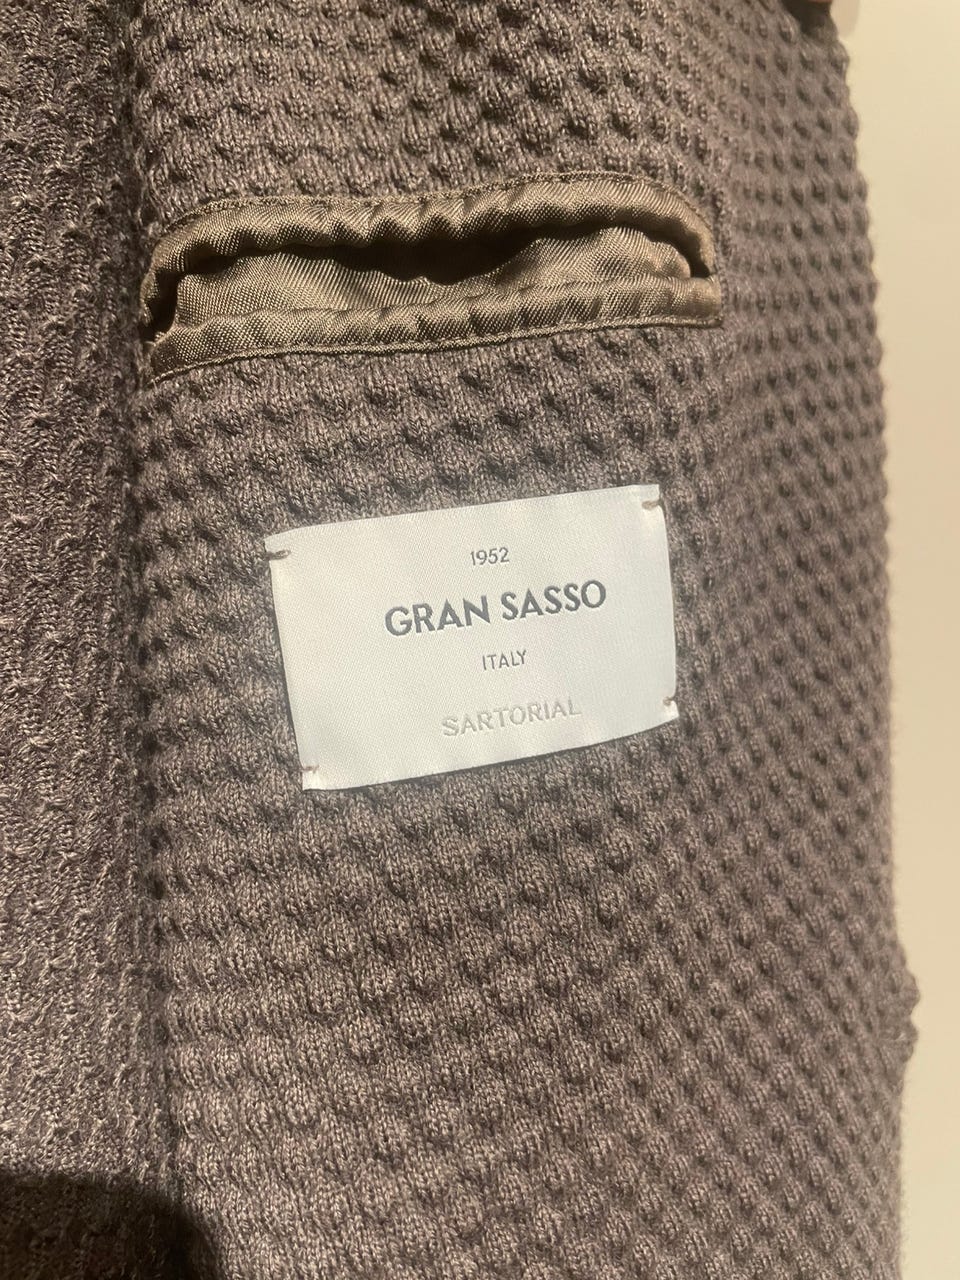 1952
GRAN SASSO
ITALY
SARTORIAL